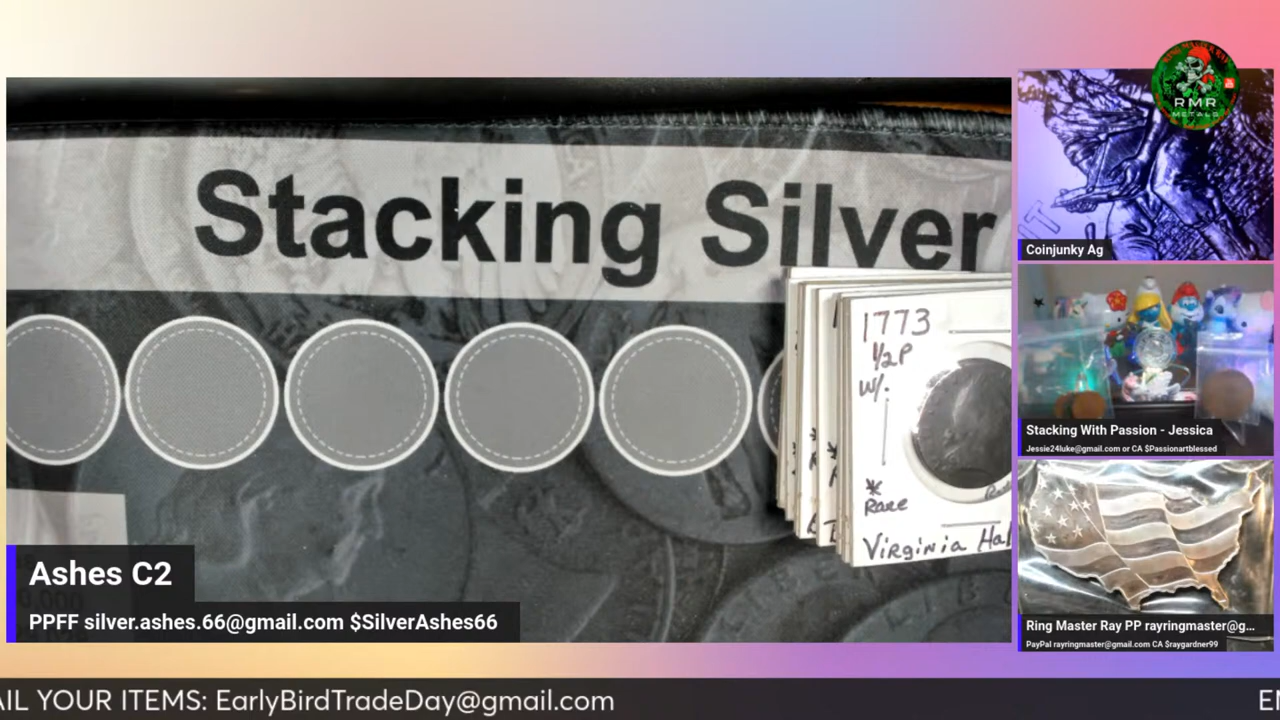 Stacking Silver
1773
1/2 P
W/.
*
Rare
Virginia Hal
Ashes C2
PPFF silver.ashes.66@gmail.com $SilverAshes66
RMR
METALS
Coinjunky Ag
Stacking With Passion - Jessica
Jessie24luke@gmail.com or CA $Passionartblessed
Ring Master Ray PP rayringmaster@g...
PayPal rayringmaster@gmail.com CA $raygardner99
AIL YOUR ITEMS: EarlyBirdTradeDay@gmail.com